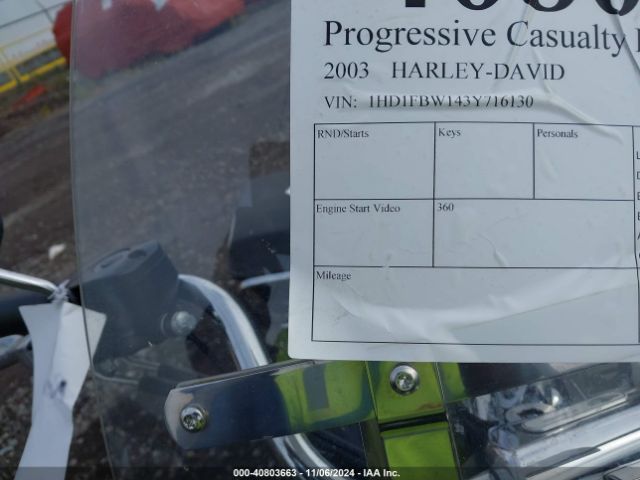 Progressive Casualty
2003 HARLEY-DAVID
VIN: 1HD1FBW143Y716130
RND/Starts Keys Personals
Engine Start Video 360
Mileage
000-40803663 - 11/06/2024 - IAA Inc.